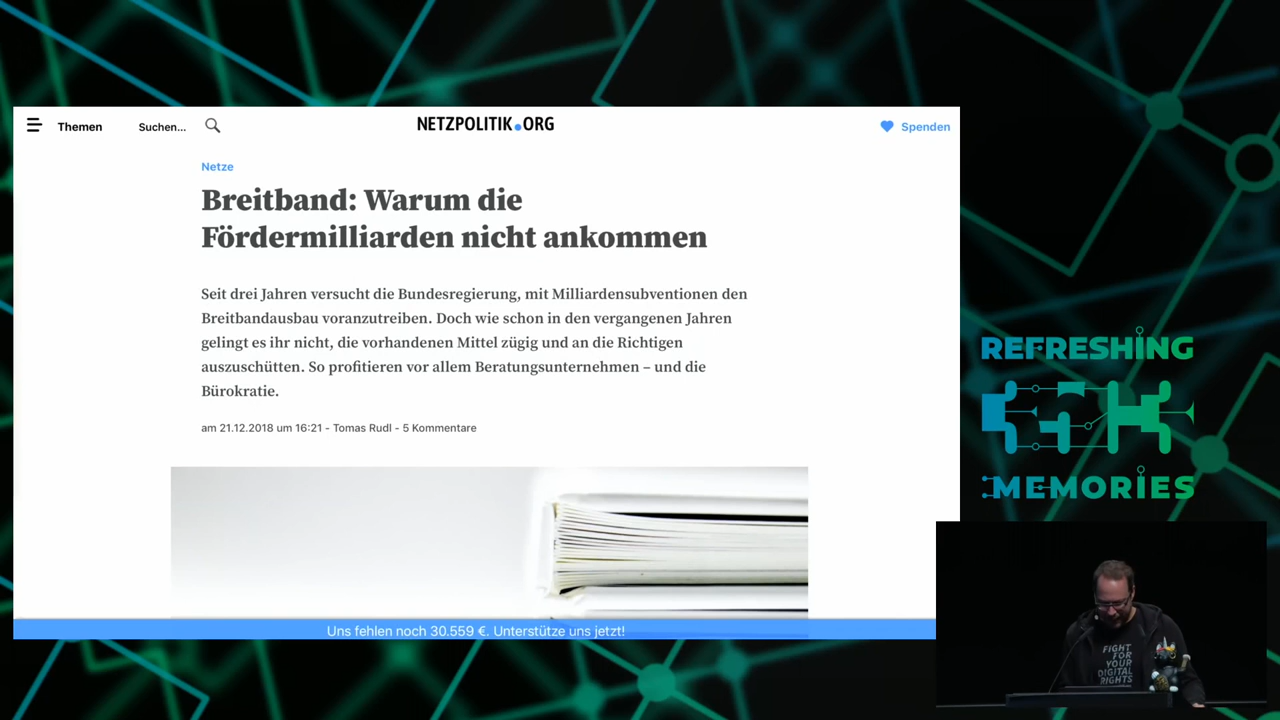 Themen
Suchen...
NETZPOLITIK.ORG
Spenden
Netze
Breitband: Warum die
Fördermilliarden nicht ankommen
Seit drei Jahren versucht die Bundesregierung, mit Milliardensubventionen den
Breitbandausbau voranzutreiben. Doch wie schon in den vergangenen Jahren
gelingt es ihr nicht, die vorhandenen Mittel zügig und an die Richtigen
auszuschütten. So profitieren vor allem Beratungsunternehmen – und die
Bürokratie.
am 21.12.2018 um 16:21 - Tomas Rudl - 5 Kommentare
Uns fehlen noch 30.559 €. Unterstütze uns jetzt!
REFRESHING
35C3
MEMORIES
FIGHT
FOR
YOUR
DIGITAL
RIGHTS